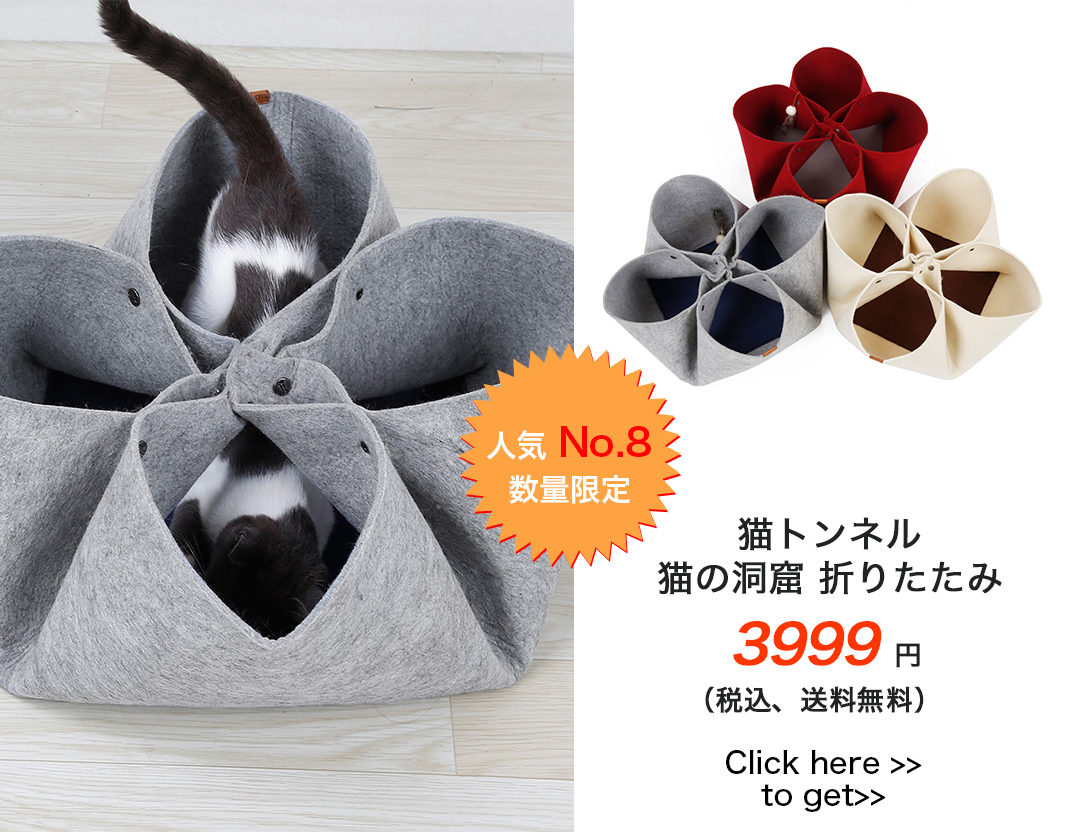 人気 No.8
数量限定
猫トンネル
猫の洞窟 折りたたみ
3999 円
（税込、送料無料）
Click here >>
to get>>